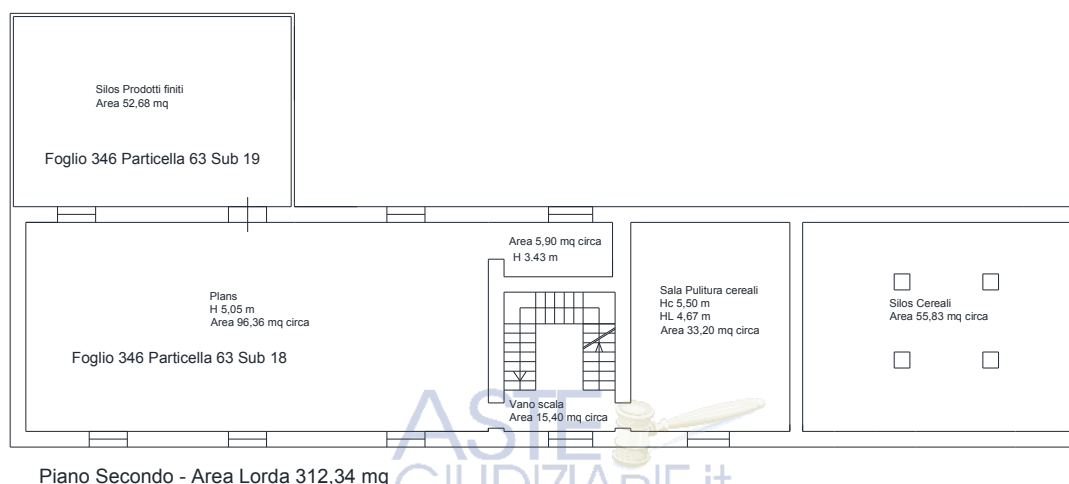 Silos Prodotti finiti
Area 52,68 mq
Foglio 346 Particella 63 Sub 19
Area 5,90 mq circa
H 3.43 m
Plans
H 5,05 m
Area 96,36 mq circa
Foglio 346 Particella 63 Sub 18
Sala Pulitura cereali
Hc 5,50 m
HL 4,67 m
Area 33,20 mq circa
Silos Cereali
Area 55,83 mq circa
Vano scala
Area 15,40 mq circa
ASTE
GIUDIZIARIE.it
Piano Secondo - Area Lorda 312,34 mq